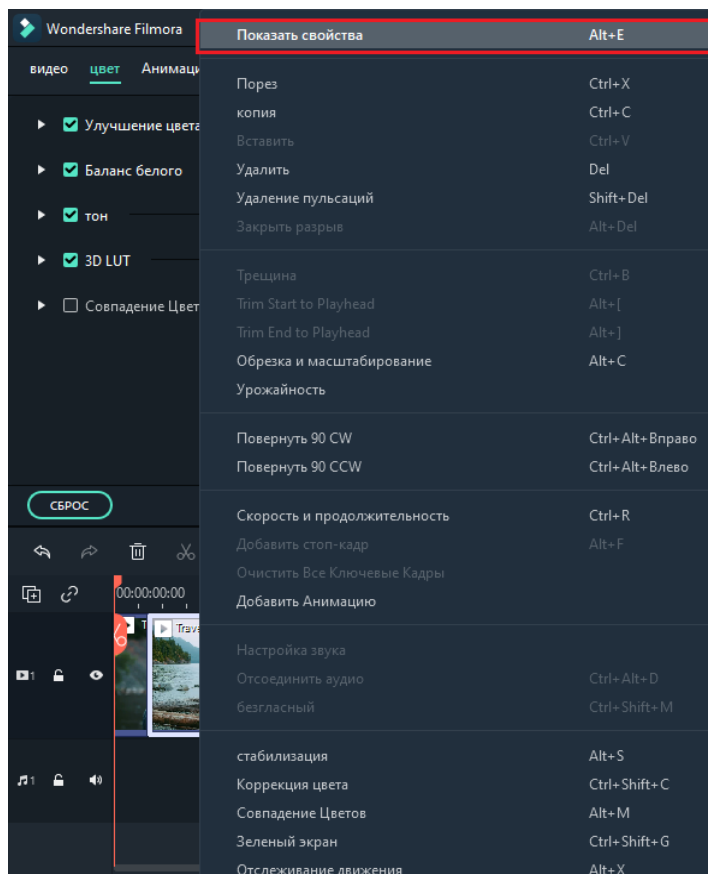 Wondershare Filmora
видео цвет Анимаци
Улучшение цвета
Баланс белого
тон
3D LUT
Совпадение Цвет
СБРОС
Показать свойства Alt+E
Порез Ctrl+X
копия Ctrl+C
Вставить Ctrl+V
Удалить Del
Удаление пульсаций Shift+Del
Закрыть разрыв Alt+Del
Трещина Ctrl+B
Trim Start to Playhead Alt+[
Trim End to Playhead Alt+]
Обрезка и масштабирование Alt+C
Урожайность
Повернуть 90 CW Ctrl+Alt+Вправо
Повернуть 90 CCW Ctrl+Alt+Влево
Скорость и продолжительность Ctrl+R
Добавить стоп-кадр Alt+F
Очистить Все Ключевые Кадры
Добавить Анимацию
Настройка звука
Отсоединить аудио Ctrl+Alt+D
безгласный Ctrl+Shift+M
стабилизация Alt+S
Коррекция цвета Ctrl+Shift+C
Совпадение Цветов Alt+M
Зеленый экран Ctrl+Shift+G
Отслеживание движения Alt+X
00:00:00:00
T Trave
1
1